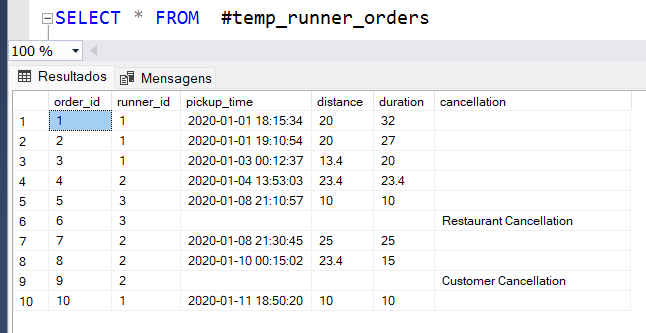 SELECT * FROM #temp_runner_orders
100 %
Resultados Mensagens
order_id runner_id pickup_time distance duration cancellation
1 1 1 2020-01-01 18:15:34 20 32
2 2 1 2020-01-01 19:10:54 20 27
3 3 1 2020-01-03 00:12:37 13.4 20
4 4 2 2020-01-04 13:53:03 23.4 23.4
5 5 3 2020-01-08 21:10:57 10 10
6 6 3 Restaurant Cancellation
7 7 2 2020-01-08 21:30:45 25 25
8 8 2 2020-01-10 00:15:02 23.4 15
9 9 2 Customer Cancellation
10 10 1 2020-01-11 18:50:20 10 10